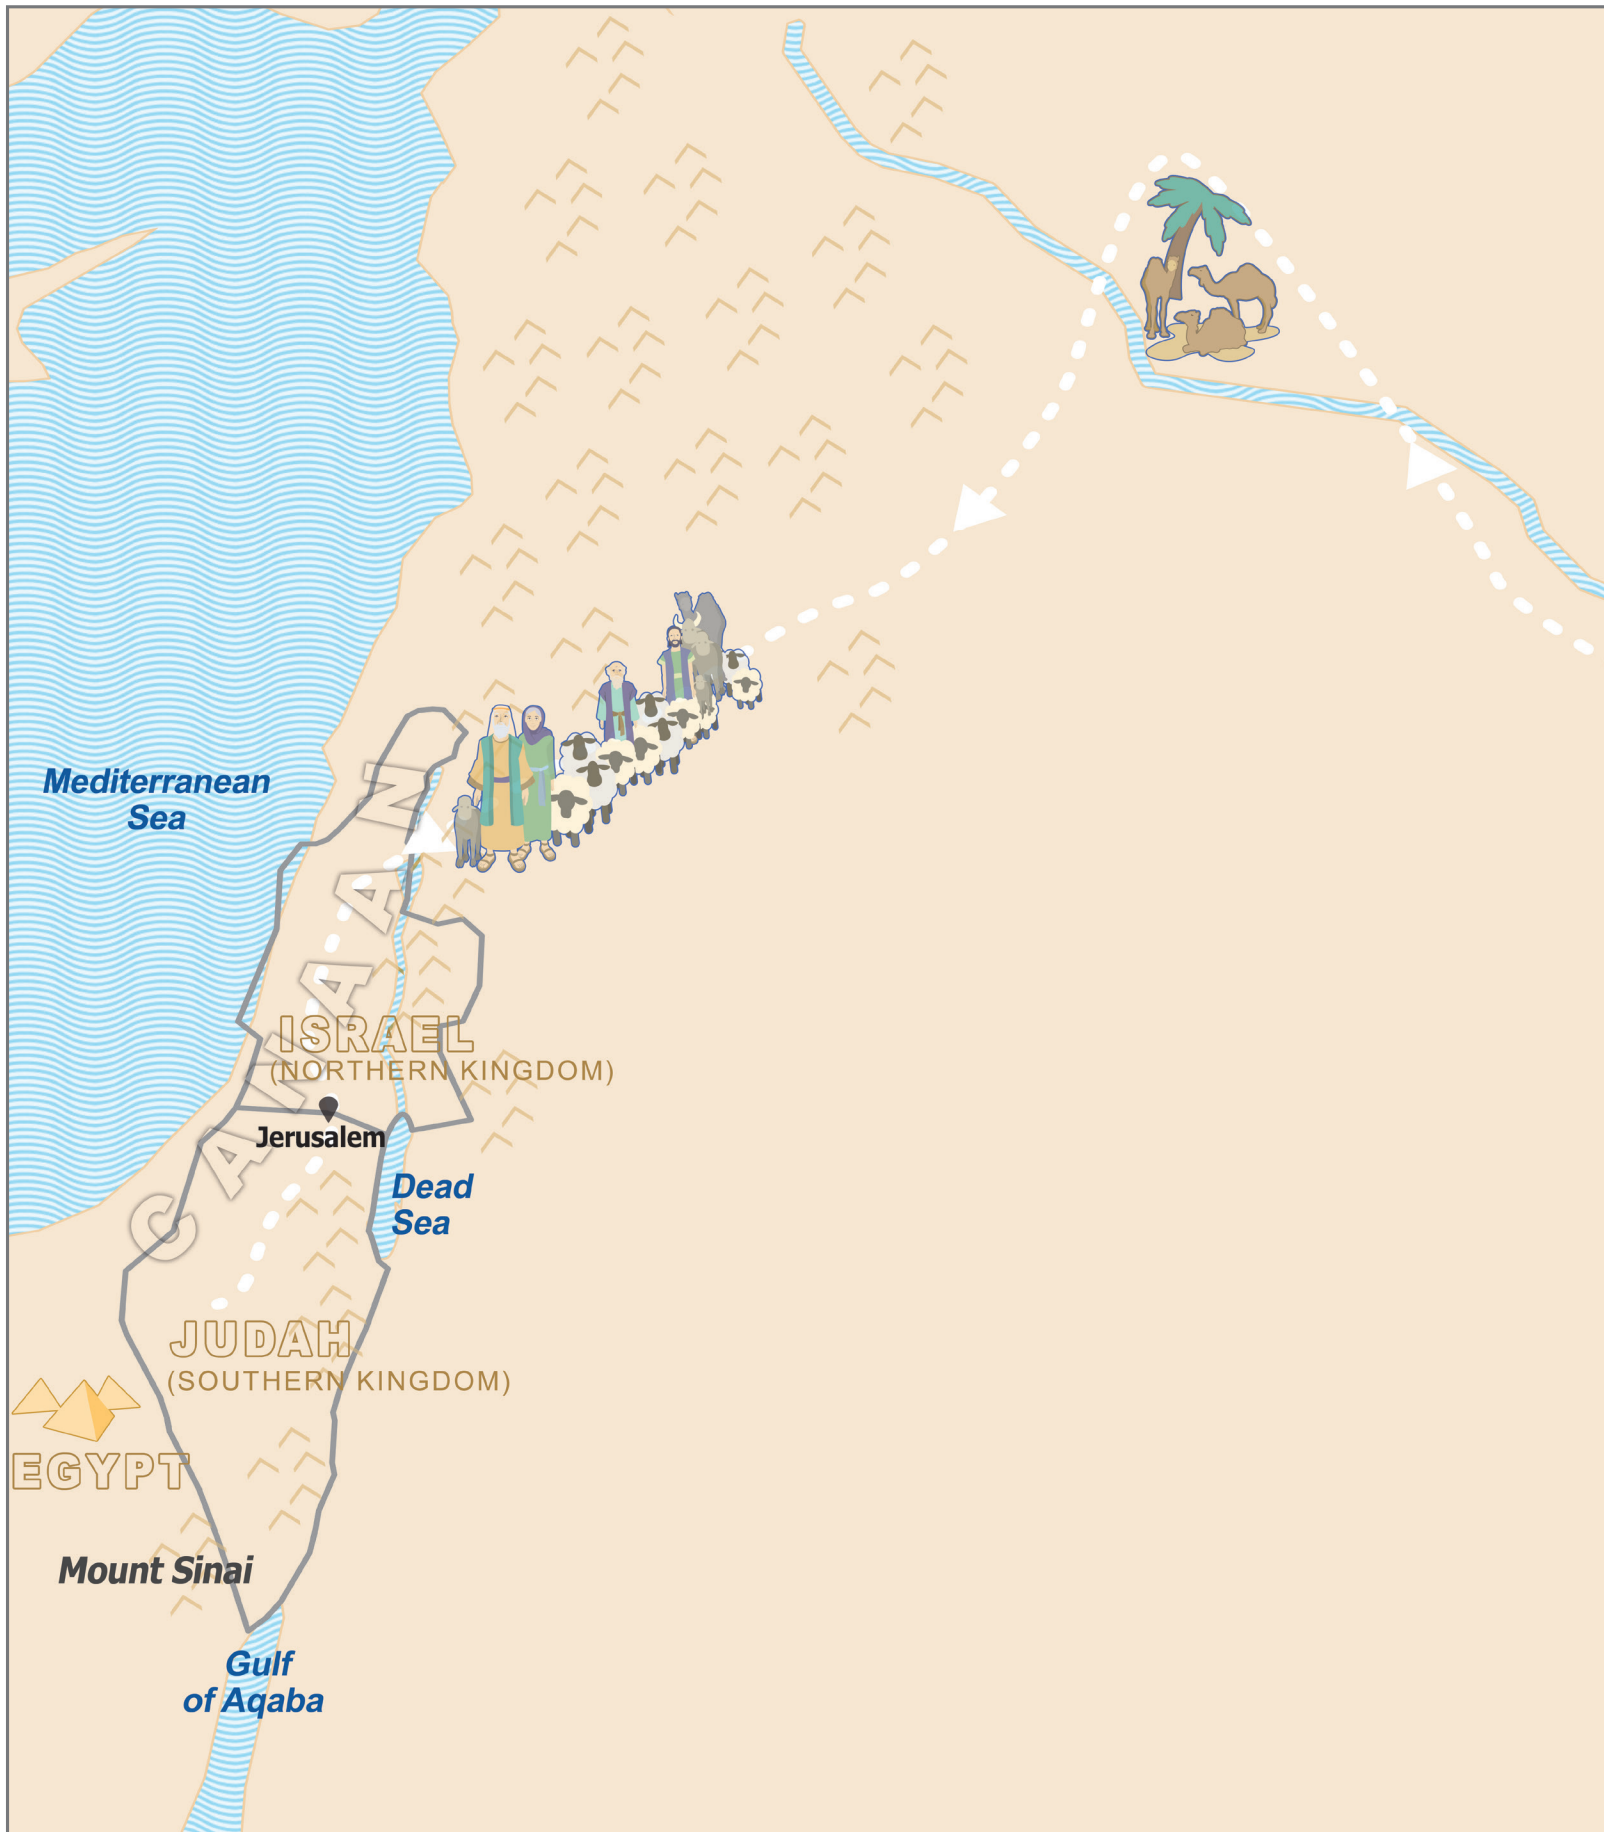 Mediterranean
Sea
CANAAN
ISRAEL
(NORTHERN KINGDOM)
Jerusalem
Dead
Sea
JUDAH
(SOUTHERN KINGDOM)
EGYPT
Mount Sinai
Gulf
of Aqaba